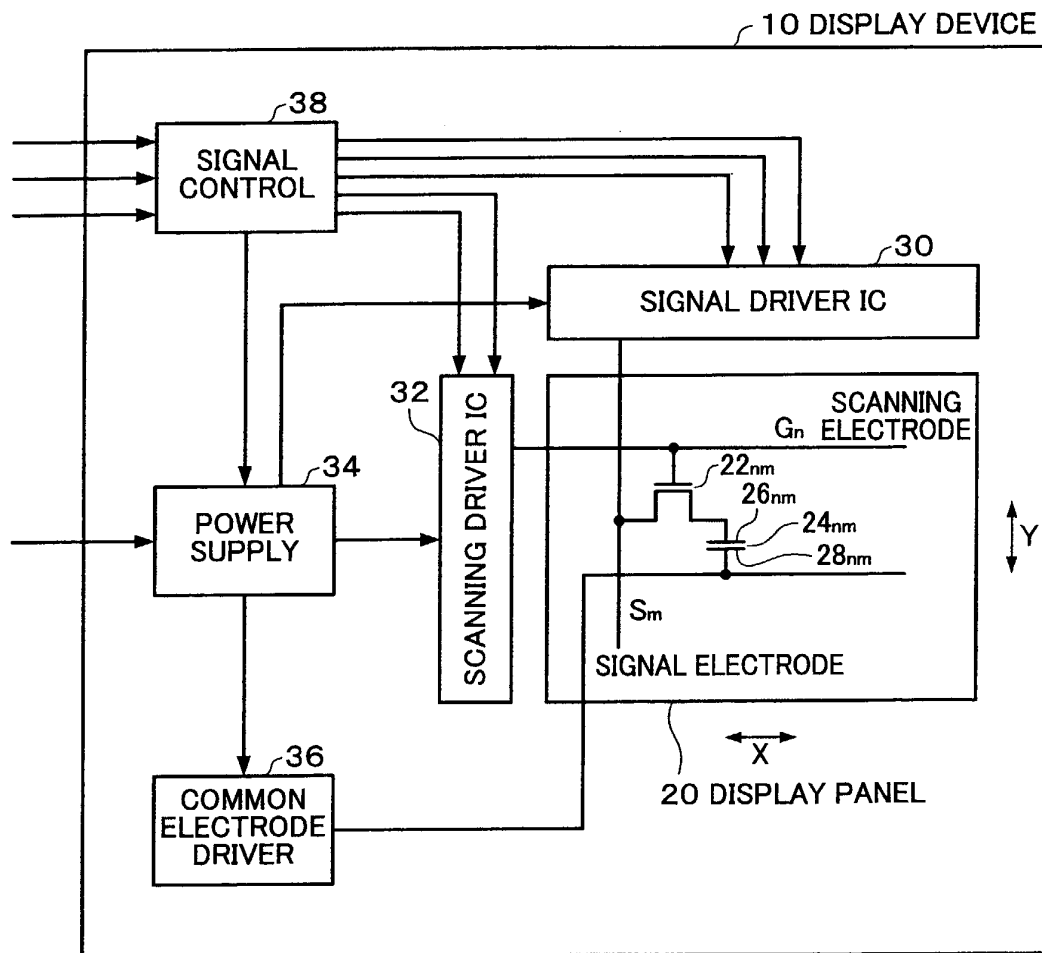 10 DISPLAY DEVICE
38
SIGNAL
CONTROL
30
SIGNAL DRIVER IC
32
SCANNING DRIVER IC
SCANNING
ELECTRODE
Gn
22nm
26nm
24nm
28nm
Y
34
POWER
SUPPLY
Sm
SIGNAL ELECTRODE
X
20 DISPLAY PANEL
36
COMMON
ELECTRODE
DRIVER